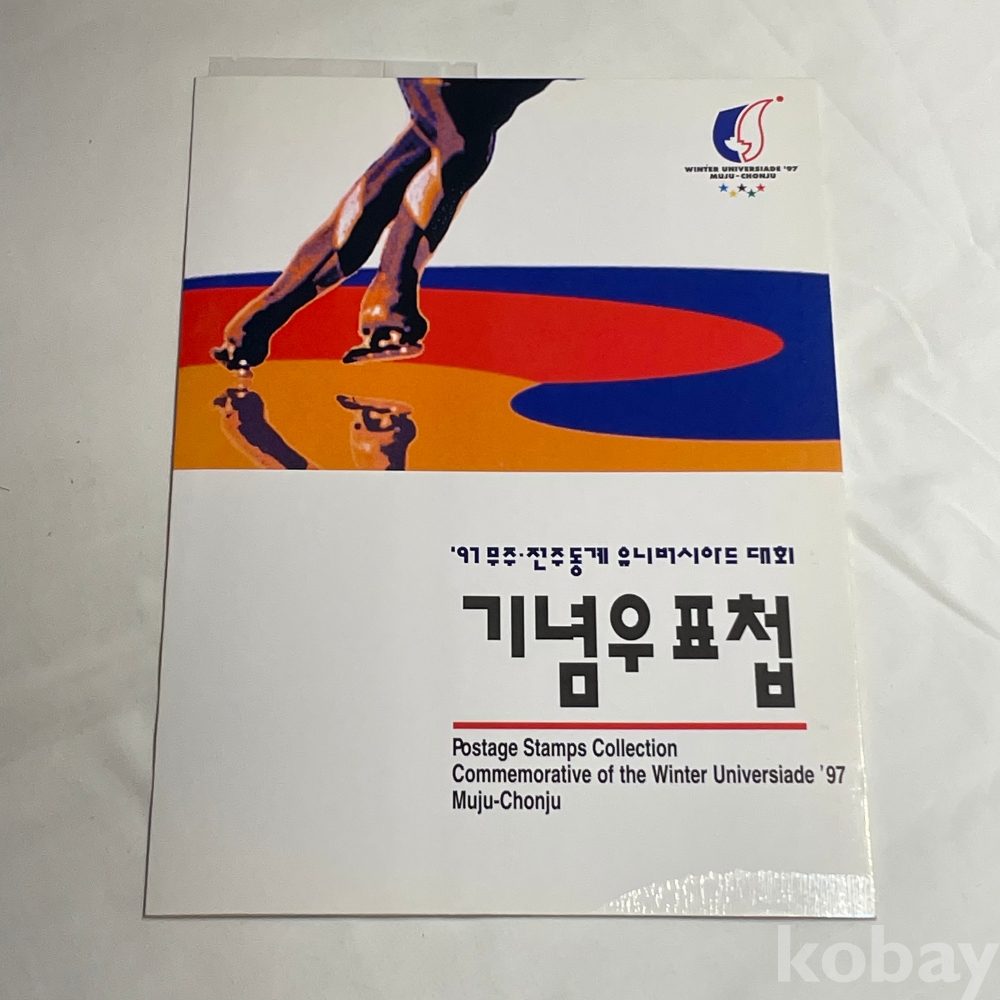 WINTER UNIVERSIADE '97
MUJU-CHONJU
'97 무주·전주동계 유니버시아드 대회
기념우표첩
Postage Stamps Collection
Commemorative of the Winter Universiade '97
Muju-Chonju
kobay